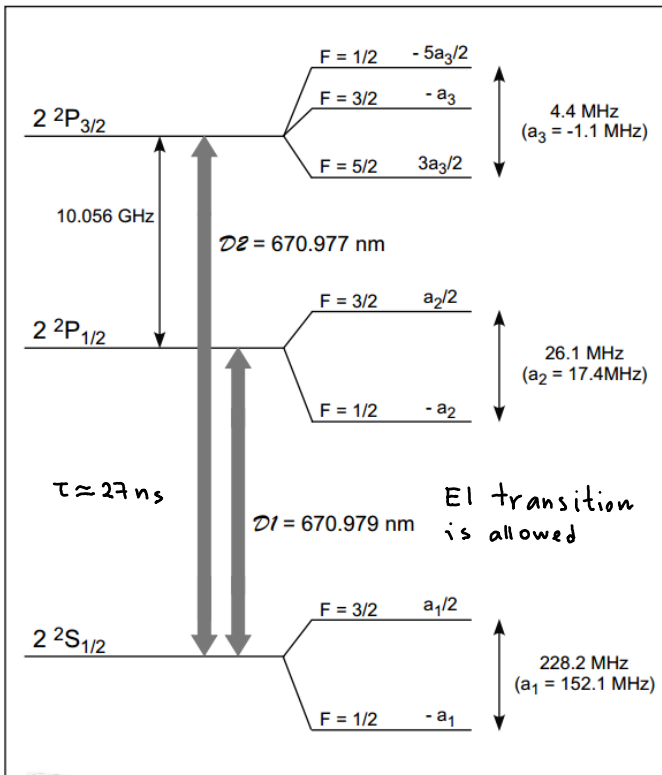 F = 1/2 - 5a₃/2
F = 3/2 - a₃
2 ²P₃/₂
4.4 MHz
(a₃ = -1.1 MHz)
F = 5/2 3a₃/2
10.056 GHz
D2 = 670.977 nm
F = 3/2 a₂/2
2 ²P₁/₂
26.1 MHz
(a₂ = 17.4MHz)
F = 1/2 - a₂
τ ≃ 27 ns
E1 transition
is allowed
D1 = 670.979 nm
F = 3/2 a₁/2
2 ²S₁/₂
228.2 MHz
(a₁ = 152.1 MHz)
F = 1/2 - a₁